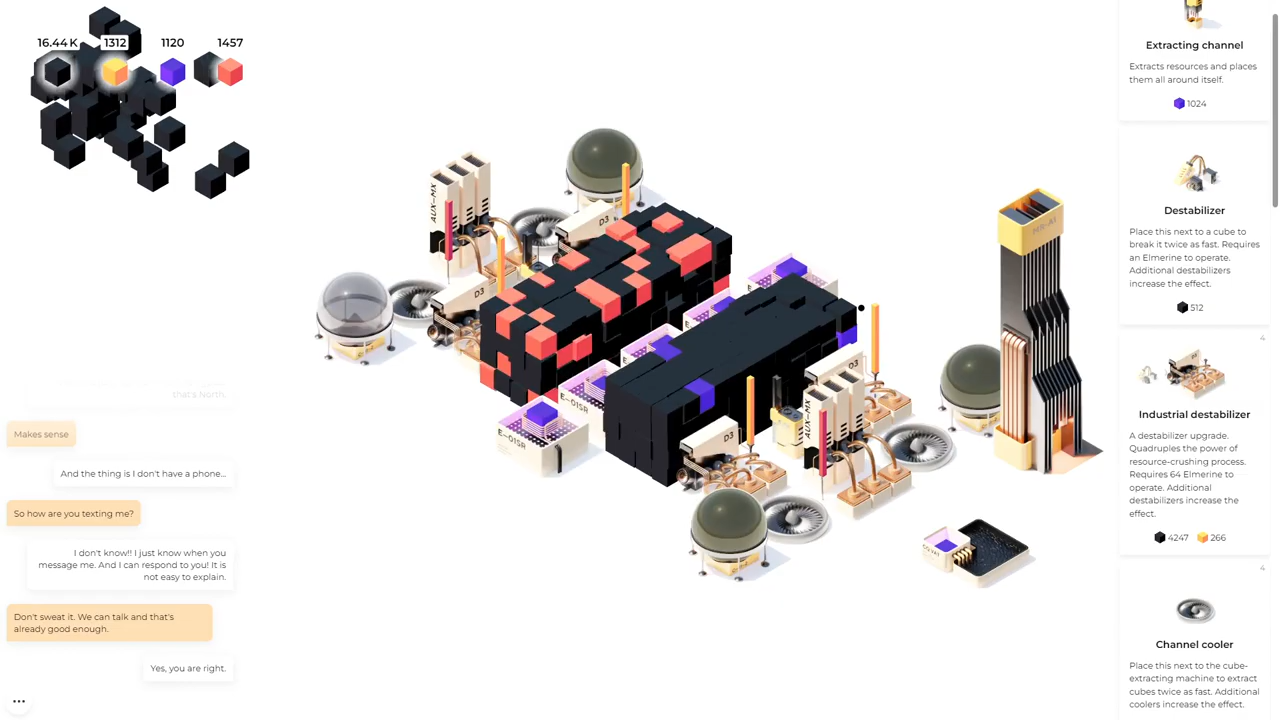 16.44 K 1312 1120 1457
that's North.
Makes sense
And the thing is I don't have a phone...
So how are you texting me?
I don't know!! I just know when you
message me. And I can respond to you! It is
not easy to explain.
Don't sweat it. We can talk and that's
already good enough.
Yes, you are right.
AUX-MX
D3
D3
E-01SR
E-01SR
D3
AUX-MX
MR-AI
Extracting channel
Extracts resources and places
them all around itself.
1024
Destabilizer
Place this next to a cube to
break it twice as fast. Requires
an Elmerine to operate.
Additional destabilizers
increase the effect.
512
4
Industrial destabilizer
A destabilizer upgrade.
Quadruples the power of
resource-crushing process.
Requires 64 Elmerine to
operate. Additional
destabilizers increase the
effect.
4247 266
4
Channel cooler
Place this next to the cube-
extracting machine to extract
cubes twice as fast. Additional
coolers increase the effect.